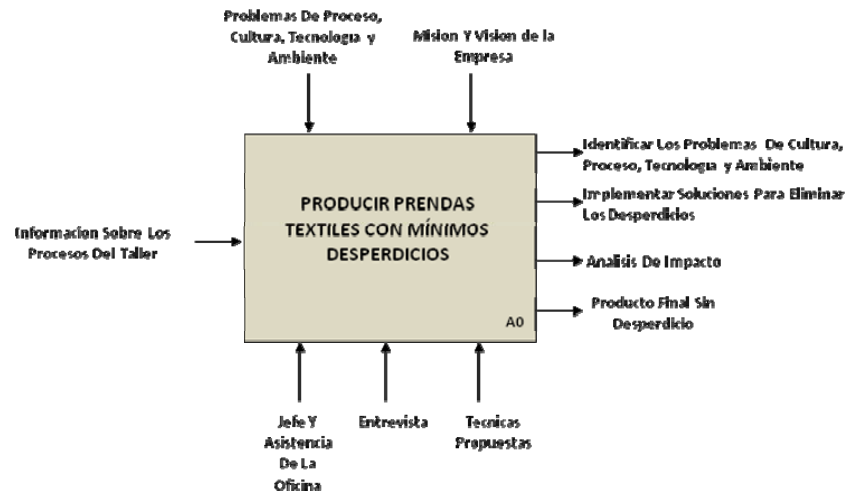 Problemas De Proceso,
Cultura, Tecnologia y
Ambiente
Mision Y Vision de la
Empresa
Informacion Sobre Los
Procesos Del Taller
PRODUCIR PRENDAS
TEXTILES CON MÍNIMOS
DESPERDICIOS
A0
Identificar Los Problemas De Cultura,
Proceso, Tecnologia y Ambiente
Implementar Soluciones Para Eliminar
Los Desperdicios
Analisis De Impacto
Producto Final Sin
Desperdicio
Jefe Y
Asistencia
De La
Oficina
Entrevista
Tecnicas
Propuestas